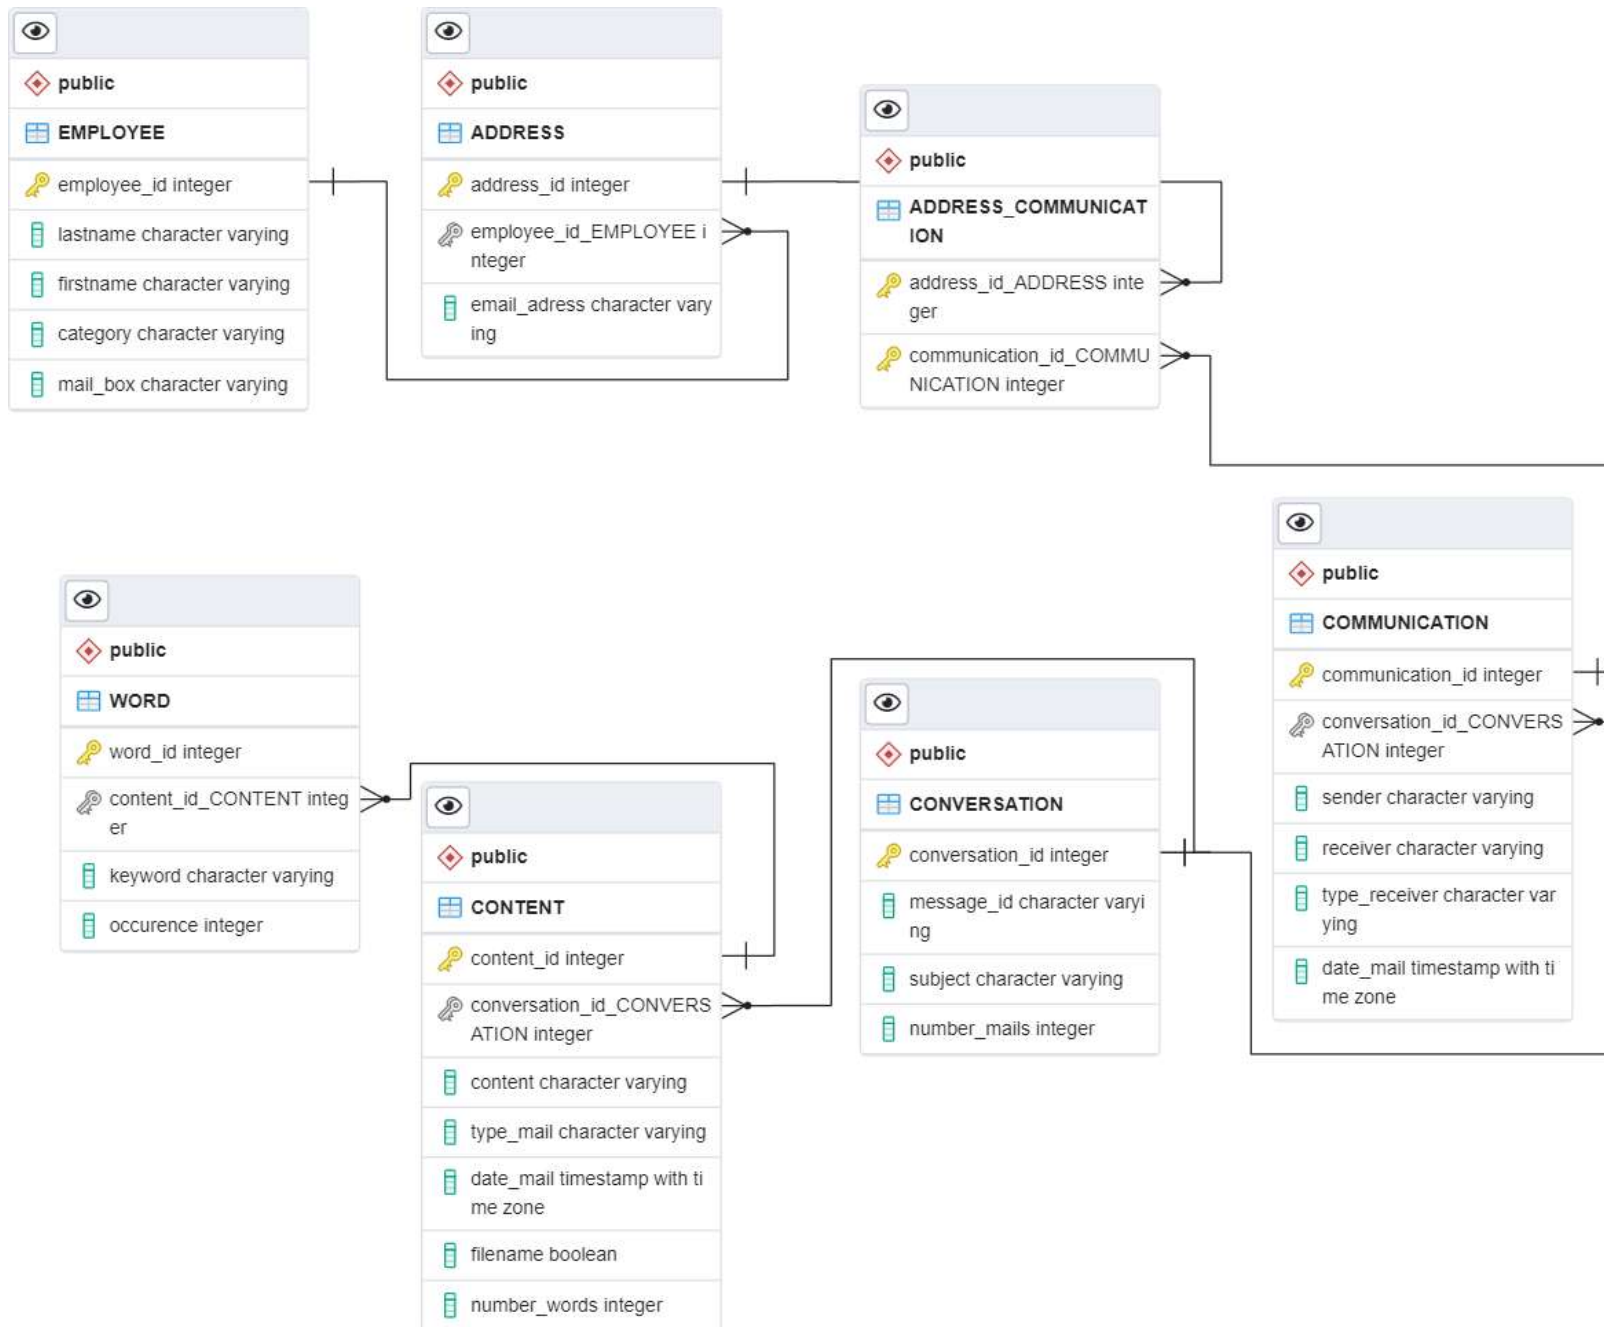 public
EMPLOYEE
employee_id integer
lastname character varying
firstname character varying
category character varying
mail_box character varying
public
ADDRESS
address_id integer
employee_id_EMPLOYEE i
nteger
email_adress character vary
ing
public
ADDRESS_COMMUNICAT
ION
address_id_ADDRESS inte
ger
communication_id_COMMU
NICATION integer
public
WORD
word_id integer
content_id_CONTENT integ
er
keyword character varying
occurence integer
public
CONTENT
content_id integer
conversation_id_CONVERS
ATION integer
content character varying
type_mail character varying
date_mail timestamp with ti
me zone
filename boolean
number_words integer
public
CONVERSATION
conversation_id integer
message_id character varyi
ng
subject character varying
number_mails integer
public
COMMUNICATION
communication_id integer
conversation_id_CONVERS
ATION integer
sender character varying
receiver character varying
type_receiver character var
ying
date_mail timestamp with ti
me zone